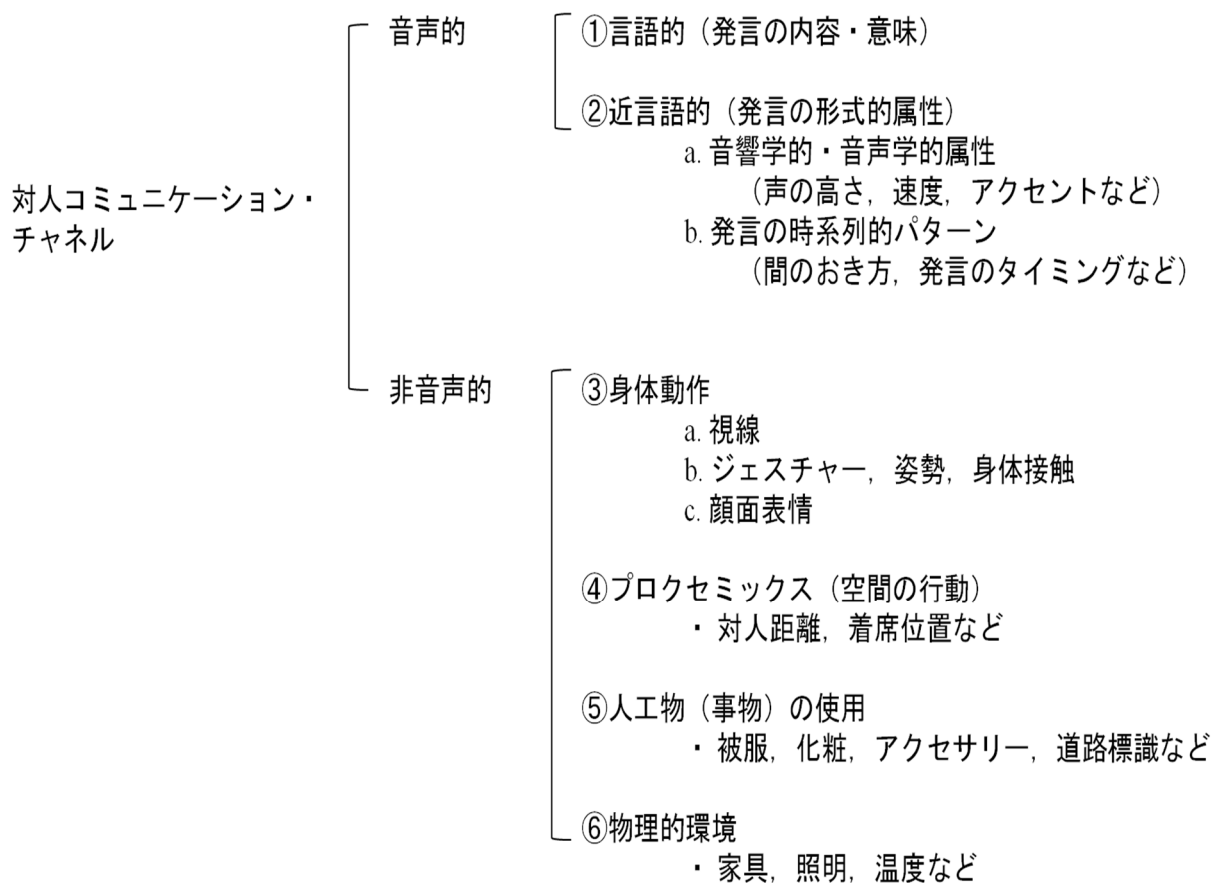 音声的
①言語的（発言の内容・意味）
②近言語的（発言の形式的属性）
a. 音響学的・音声学的属性
（声の高さ，速度，アクセントなど）
対人コミュニケーション・
チャネル
b. 発言の時系列的パターン
（間のおき方，発言のタイミングなど）
非音声的
③身体動作
a. 視線
b. ジェスチャー，姿勢，身体接触
c. 顔面表情
④プロクセミックス（空間の行動）
・対人距離，着席位置など
⑤人工物（事物）の使用
・被服，化粧，アクセサリー，道路標識など
⑥物理的環境
・家具，照明，温度など